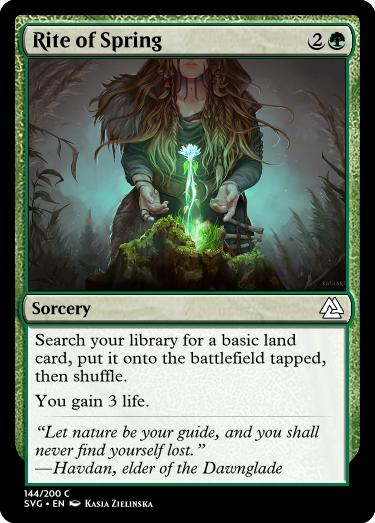 Rite of Spring 2
Sorcery
Search your library for a basic land
card, put it onto the battlefield tapped,
then shuffle.
You gain 3 life.
“Let nature be your guide, and you shall
never find yourself lost.”
—Havdan, elder of the Dawnglade
144/200 C
SVG • EN Kasia Zielinska